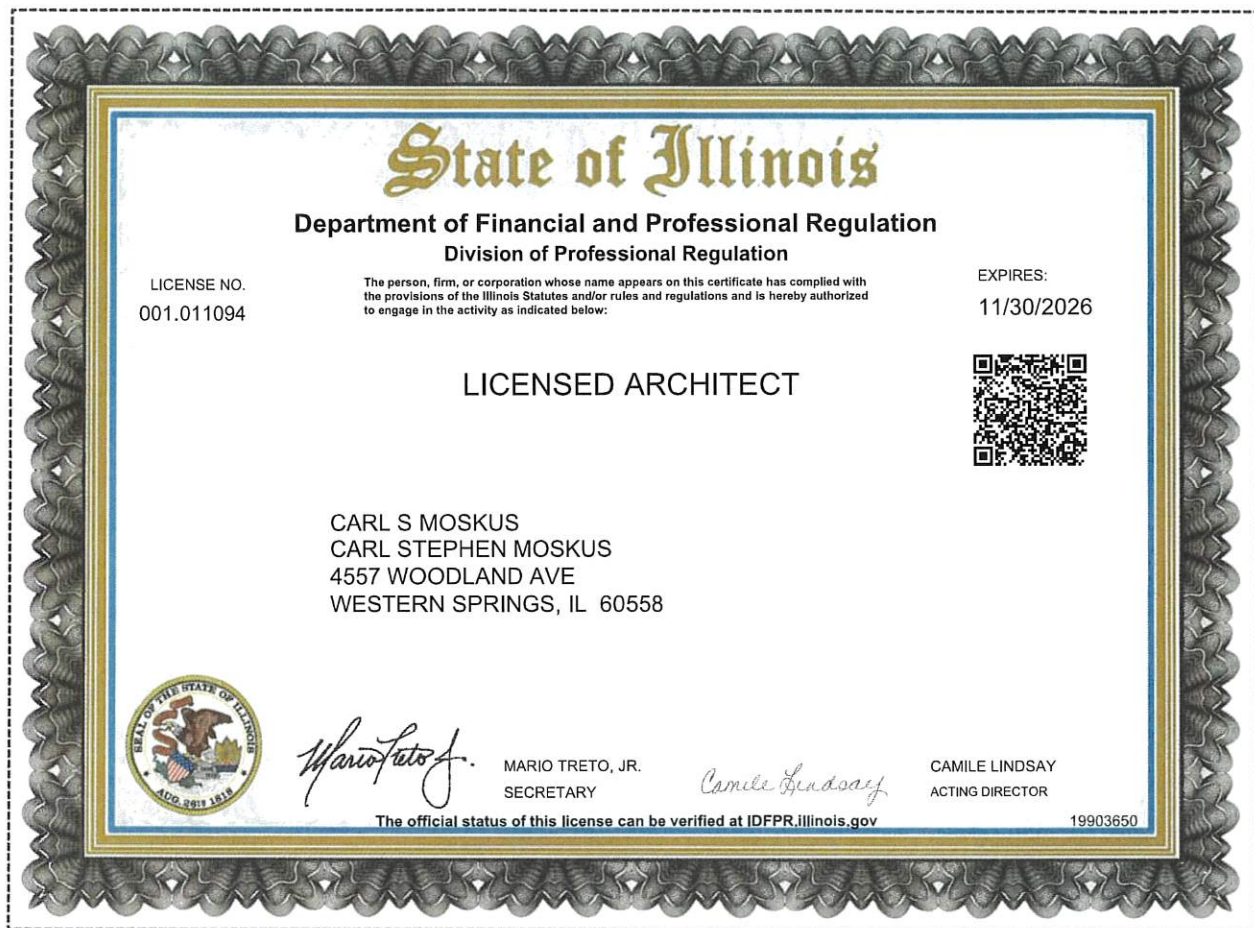 State of Illinois
Department of Financial and Professional Regulation
Division of Professional Regulation
LICENSE NO.
001.011094
The person, firm, or corporation whose name appears on this certificate has complied with
the provisions of the Illinois Statutes and/or rules and regulations and is hereby authorized
to engage in the activity as indicated below:
EXPIRES:
11/30/2026
LICENSED ARCHITECT
CARL S MOSKUS
CARL STEPHEN MOSKUS
4557 WOODLAND AVE
WESTERN SPRINGS, IL 60558
SEAL OF THE STATE OF ILLINOIS
AUG. 26TH 1818
Mario Treto Jr.
MARIO TRETO, JR.
SECRETARY
Camile Lindsay
CAMILE LINDSAY
ACTING DIRECTOR
The official status of this license can be verified at IDFPR.illinois.gov
19903650